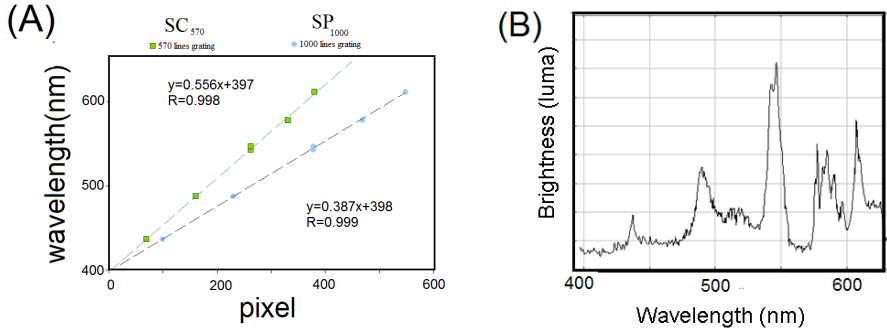 (A)
SC570
SP1000
570 lines grating
1000 lines grating
wavelength(nm)
600
500
400
y=0.556x+397
R=0.998
y=0.387x+398
R=0.999
0
200
400
600
pixel
(B)
Brightness (luma)
400
500
600
Wavelength (nm)